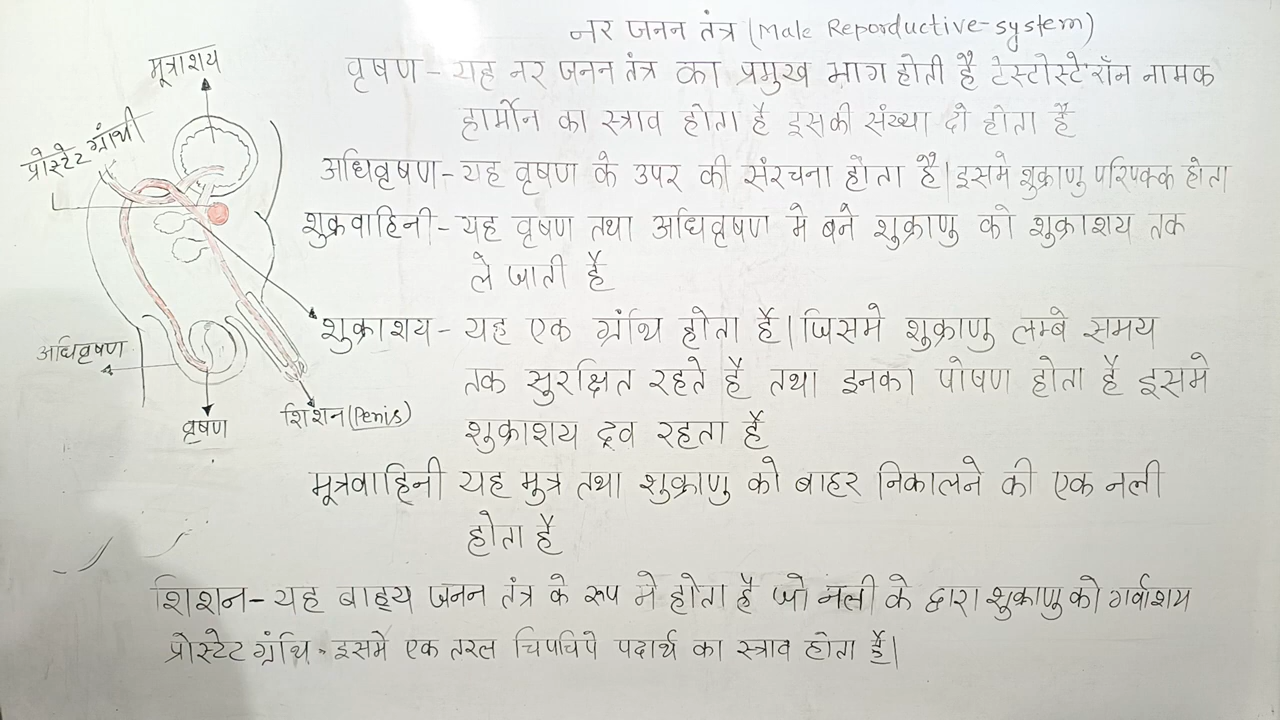 नर जनन तंत्र (Male Reporductive-system)
मूत्राशय
प्रोस्टेट ग्रंथी
अधिवृषण
वृषण
शिशन (Penis)
वृषण - यह नर जनन तंत्र का प्रमुख भाग होती है टेस्टोस्टेरॉन नामक
हार्मोन का स्त्राव होता है इसकी संख्या दो होता है
अधिवृषण - यह वृषण के उपर की संरचना होता है। इसमे शुक्राणु परिपक्क होता
शुक्रवाहिनी - यह वृषण तथा अधिवृषण मे बने शुक्राणु को शुक्राशय तक
ले जाती है
शुक्राशय - यह एक ग्रंथि होता है। जिसमे शुक्राणु लम्बे समय
तक सुरक्षित रहते है तथा इनका पोषण होता है इसमे
शुक्राशय द्रव रहता है
मूत्रवाहिनी यह मुत्र तथा शुक्राणु को बाहर निकालने की एक नली
होता है
शिशन - यह बाह्य जनन तंत्र के रूप मे होता है जो नली के द्वारा शुक्राणु को गर्वाशय
प्रोस्टेट ग्रंथि - इसमे एक तरल चिपचिपे पदार्थ का स्त्राव होता है।